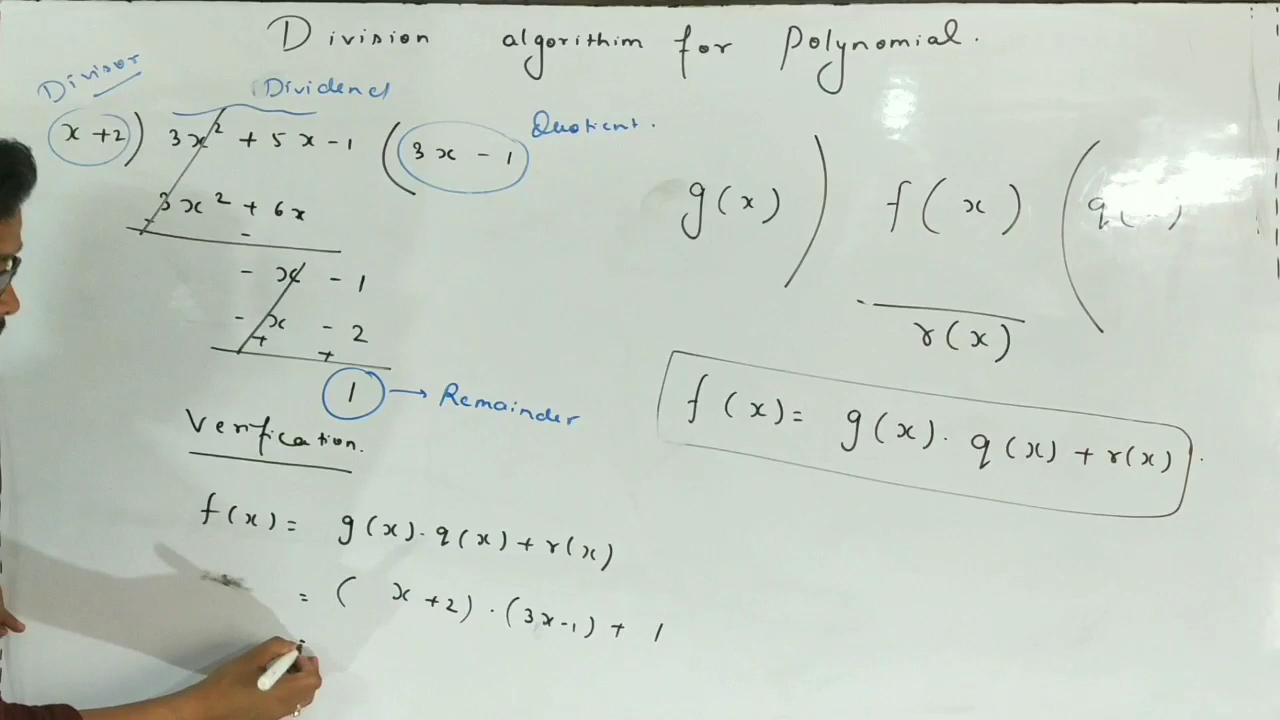 Division algorithim for Polynomial.
Divisor
Dividend
Quotient.
x+2) 3x² + 5x - 1 (3x - 1
3x² + 6x
- -
- x - 1
- x - 2
+ +
1 → Remainder
Verification.
f(x) = g(x). q(x) + r(x)
= (x+2) · (3x-1) + 1
=
g(x) ) f(x) ( q( )
r(x)
f(x) = g(x). q(x) + r(x).